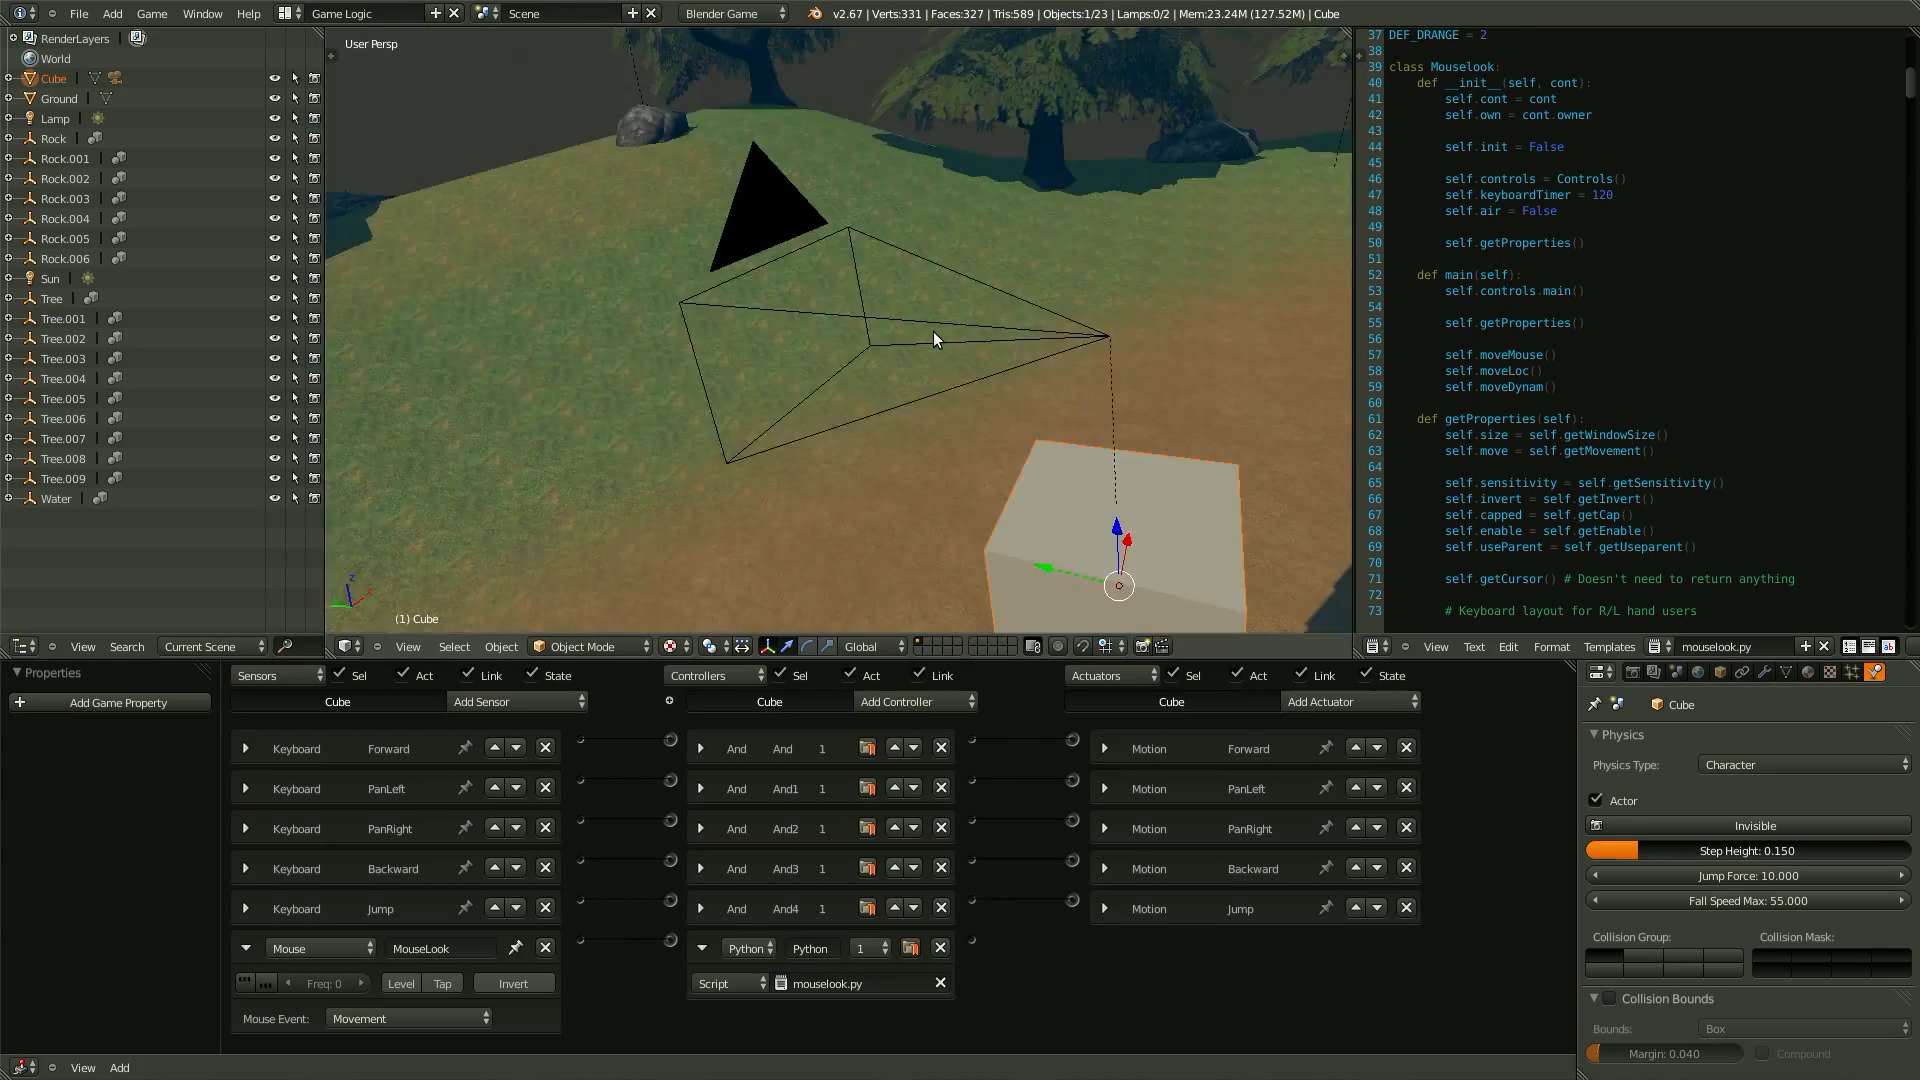 File Add Game Window Help Game Logic Scene Blender Game v2.67 | Verts:331 | Faces:327 | Tris:589 | Objects:1/23 | Lamps:0/2 | Mem:23.24M (127.52M) | Cube
RenderLayers
World
Cube
Ground
Lamp
Rock
Rock.001
Rock.002
Rock.003
Rock.004
Rock.005
Rock.006
Sun
Tree
Tree.001
Tree.002
Tree.003
Tree.004
Tree.005
Tree.006
Tree.007
Tree.008
Tree.009
Water
View Search Current Scene
User Persp
z
x
(1) Cube
View Select Object Object Mode Global
37 DEF_DRANGE = 2
38
39 class Mouselook:
40 def __init__(self, cont):
41 self.cont = cont
42 self.own = cont.owner
43
44 self.init = False
45
46 self.controls = Controls()
47 self.keyboardTimer = 120
48 self.air = False
49
50 self.getProperties()
51
52 def main(self):
53 self.controls.main()
54
55 self.getProperties()
56
57 self.moveMouse()
58 self.moveLoc()
59 self.moveDynam()
60
61 def getProperties(self):
62 self.size = self.getWindowSize()
63 self.move = self.getMovement()
64
65 self.sensitivity = self.getSensitivity()
66 self.invert = self.getInvert()
67 self.capped = self.getCap()
68 self.enable = self.getEnable()
69 self.useParent = self.getUseparent()
70
71 self.getCursor() # Doesn't need to return anything
72
73 # Keyboard layout for R/L hand users
View Text Edit Format Templates mouselook.py
Properties
Add Game Property
Sensors Sel Act Link State
Cube Add Sensor
Keyboard Forward
Keyboard PanLeft
Keyboard PanRight
Keyboard Backward
Keyboard Jump
Mouse MouseLook
Freq: 0 Level Tap Invert
Mouse Event: Movement
Controllers Sel Act Link
Cube Add Controller
And And 1
And And1 1
And And2 1
And And3 1
And And4 1
Python Python 1
Script mouselook.py
Actuators Sel Act Link State
Cube Add Actuator
Motion Forward
Motion PanLeft
Motion PanRight
Motion Backward
Motion Jump
View Add
Cube
Physics
Physics Type: Character
Actor
Invisible
Step Height: 0.150
Jump Force: 10.000
Fall Speed Max: 55.000
Collision Group: Collision Mask:
Collision Bounds
Bounds: Box
Margin: 0.040 Compound